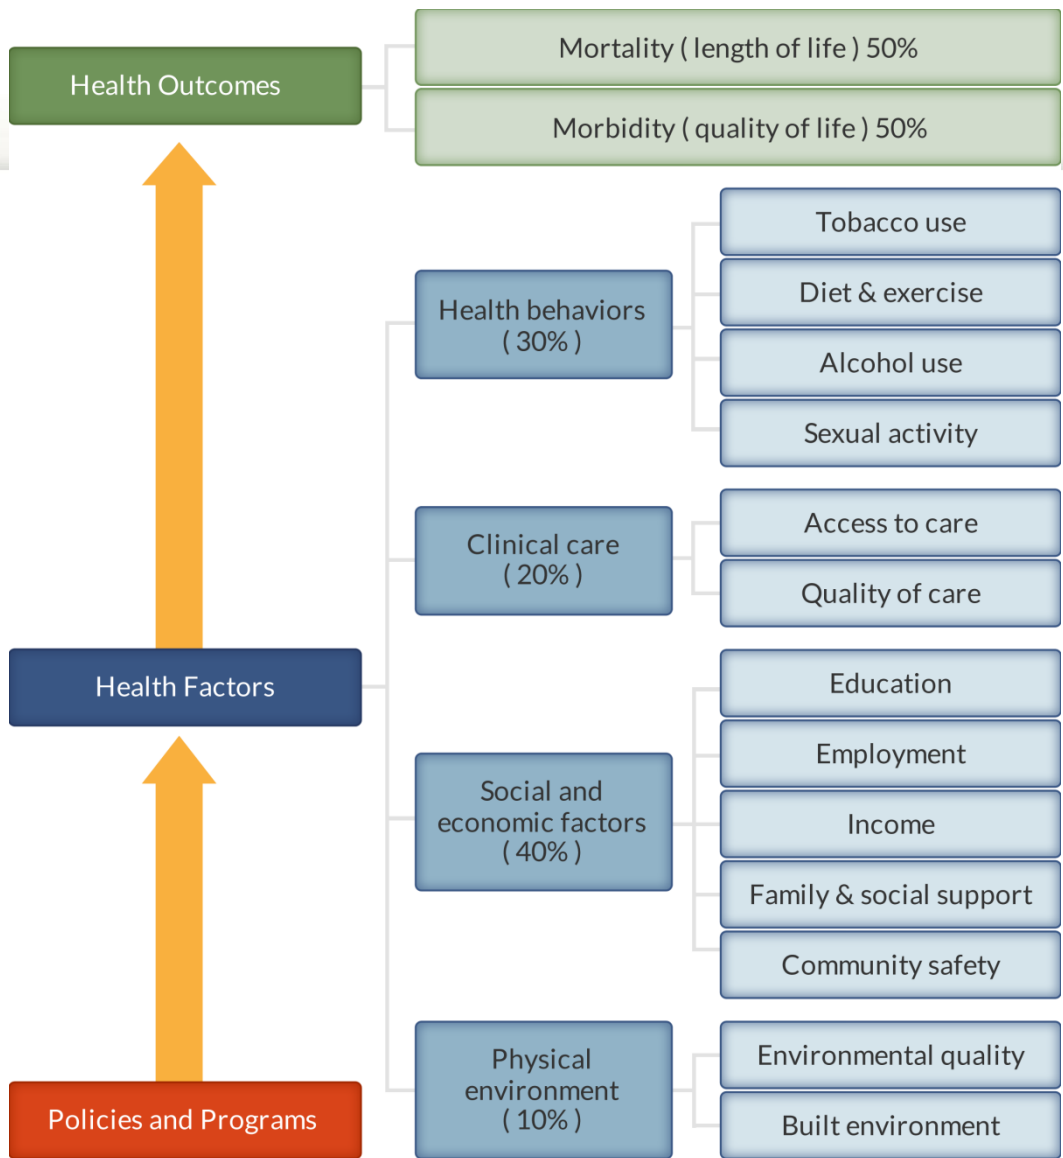 Health Outcomes
Mortality ( length of life ) 50%
Morbidity ( quality of life ) 50%
Health Factors
Health behaviors
( 30% )
Tobacco use
Diet & exercise
Alcohol use
Sexual activity
Clinical care
( 20% )
Access to care
Quality of care
Social and
economic factors
( 40% )
Education
Employment
Income
Family & social support
Community safety
Physical
environment
( 10% )
Environmental quality
Built environment
Policies and Programs